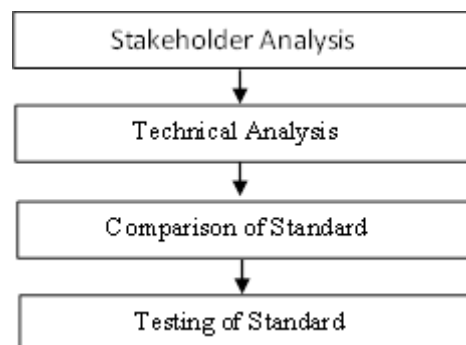 Stakeholder Analysis
Technical Analysis
Comparison of Standard
Testing of Standard